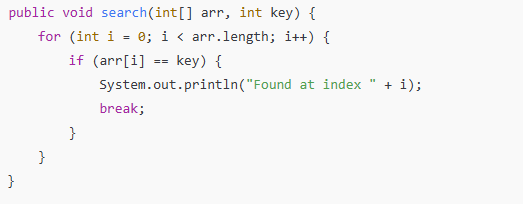 public void search(int[] arr, int key) {
    for (int i = 0; i < arr.length; i++) {
        if (arr[i] == key) {
            System.out.println("Found at index " + i);
            break;
        }
    }
}